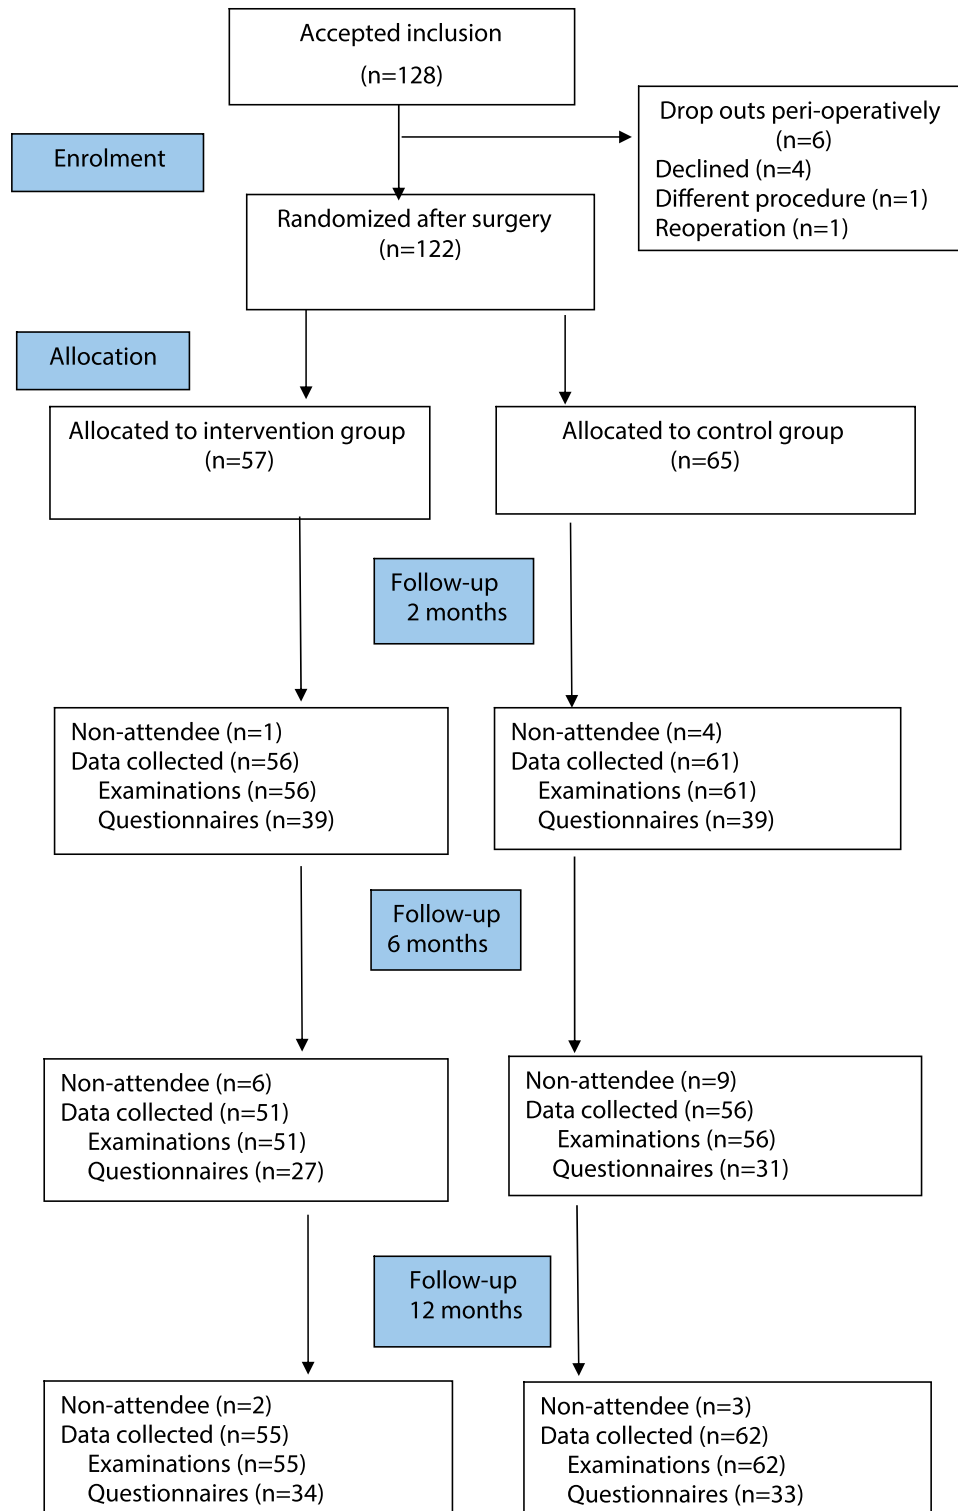 Accepted inclusion
(n=128)
Drop outs peri-operatively
(n=6)
Declined (n=4)
Different procedure (n=1)
Reoperation (n=1)
Enrolment
Randomized after surgery
(n=122)
Allocation
Allocated to intervention group
(n=57)
Allocated to control group
(n=65)
Follow-up
2 months
Non-attendee (n=1)
Data collected (n=56)
Examinations (n=56)
Questionnaires (n=39)
Non-attendee (n=4)
Data collected (n=61)
Examinations (n=61)
Questionnaires (n=39)
Follow-up
6 months
Non-attendee (n=6)
Data collected (n=51)
Examinations (n=51)
Questionnaires (n=27)
Non-attendee (n=9)
Data collected (n=56)
Examinations (n=56)
Questionnaires (n=31)
Follow-up
12 months
Non-attendee (n=2)
Data collected (n=55)
Examinations (n=55)
Questionnaires (n=34)
Non-attendee (n=3)
Data collected (n=62)
Examinations (n=62)
Questionnaires (n=33)